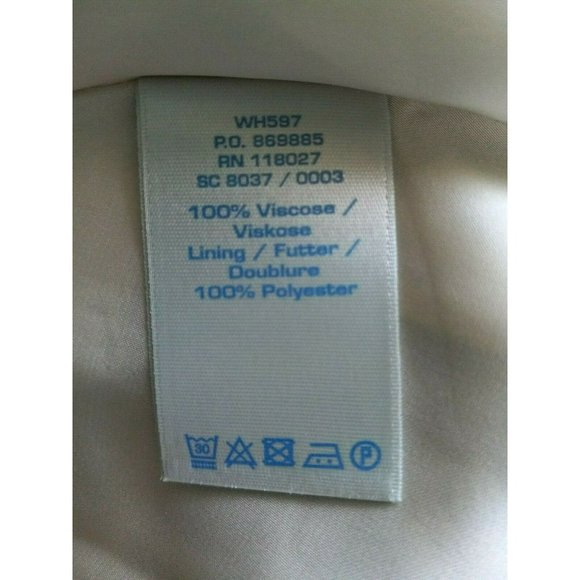 WH597
P.O. 869885
RN 118027
SC 8037 / 0003
100% Viscose /
Viskose
Lining / Futter /
Doublure
100% Polyester
30 P